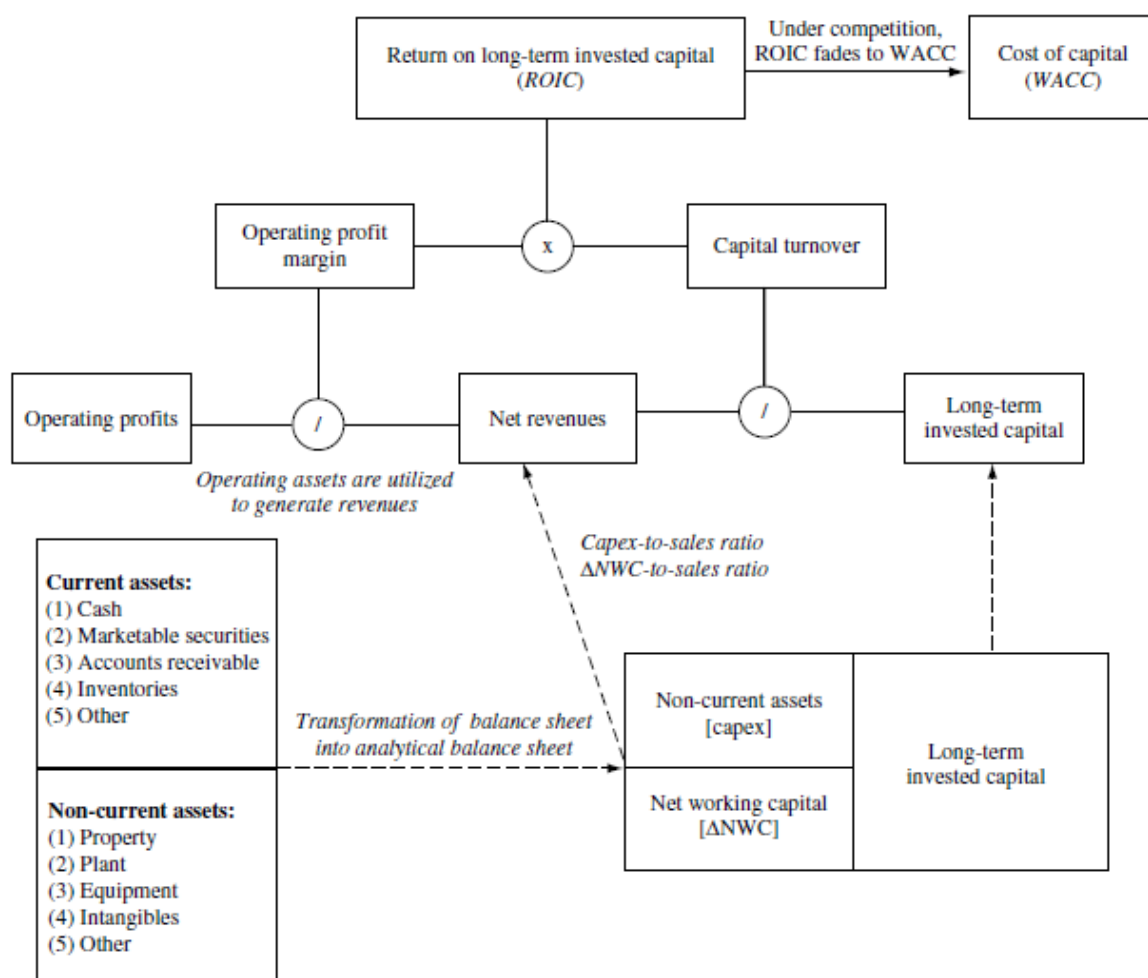 Return on long-term invested capital
(ROIC)
Under competition,
ROIC fades to WACC
Cost of capital
(WACC)
Operating profit
margin
x
Capital turnover
Operating profits
/
Net revenues
/
Long-term
invested capital
Operating assets are utilized
to generate revenues
Capex-to-sales ratio
ΔNWC-to-sales ratio
Current assets:
(1) Cash
(2) Marketable securities
(3) Accounts receivable
(4) Inventories
(5) Other
Transformation of balance sheet
into analytical balance sheet
Non-current assets:
(1) Property
(2) Plant
(3) Equipment
(4) Intangibles
(5) Other
Non-current assets
[capex]
Net working capital
[ΔNWC]
Long-term
invested capital